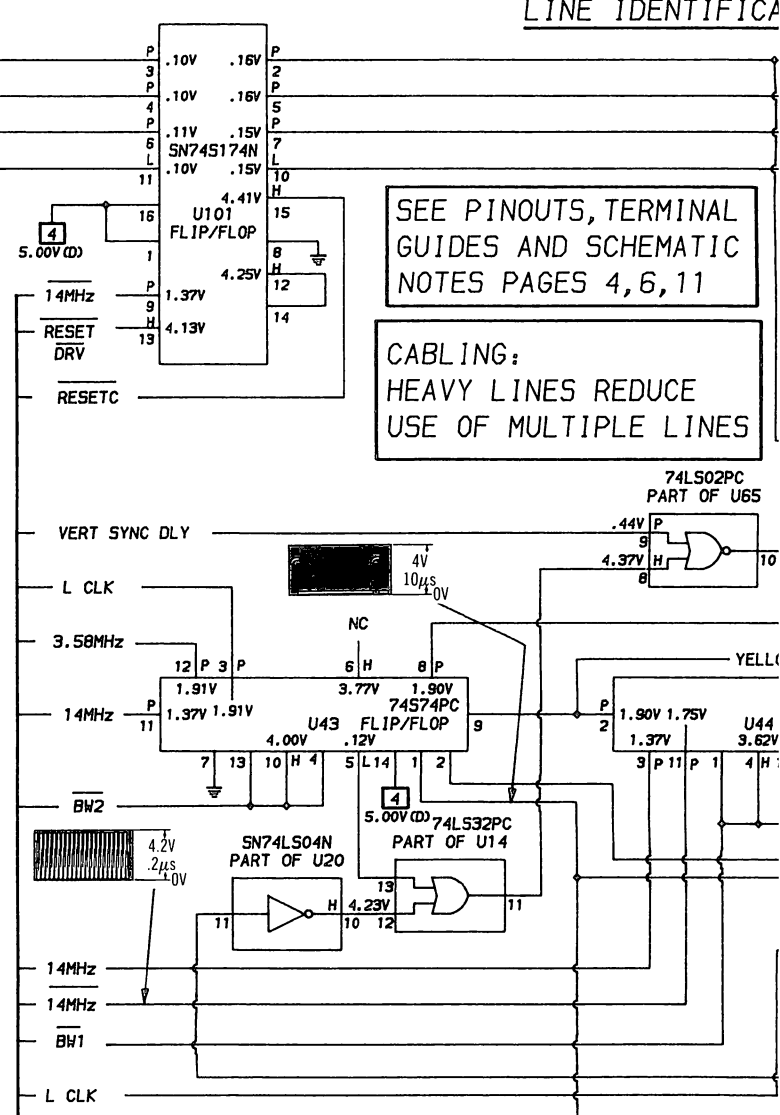 LINE IDENTIFICA
P .10V .16V P
3 2
P .10V .16V P
4 5
P .11V .15V P
6 SN74S174N 7
L .10V .15V L
11 10
4.41V H
16 U101 15
FLIP/FLOP
4
5.00V(D)
1 8
4.25V H
12
14MHz P 1.37V
9 14
RESET H 4.13V
DRV 13
RESETC
SEE PINOUTS, TERMINAL
GUIDES AND SCHEMATIC
NOTES PAGES 4,6,11
CABLING:
HEAVY LINES REDUCE
USE OF MULTIPLE LINES
74LS02PC
PART OF U65
VERT SYNC DLY .44V P
9
4.37V H
8 10
4V
10µs
0V
L CLK
NC
3.58MHz
12 P 3 P 6 H 8 P
YELLO
1.91V 3.77V 1.90V
14MHz P 1.37V 1.91V 74S74PC P 1.90V 1.75V
11 U43 FLIP/FLOP 9 2 U44
4.00V .12V 1.37V 3.62V
7 13 10 H 4 5 L 14 1 2 3 P 11 P 1 4 H
4
5.00V(D)
BW2
4.2V
.2µs
0V
SN74LS04N
PART OF U20
74LS32PC
PART OF U14
13
11 H 4.23V 11
10 12
14MHz
14MHz
BW1
L CLK